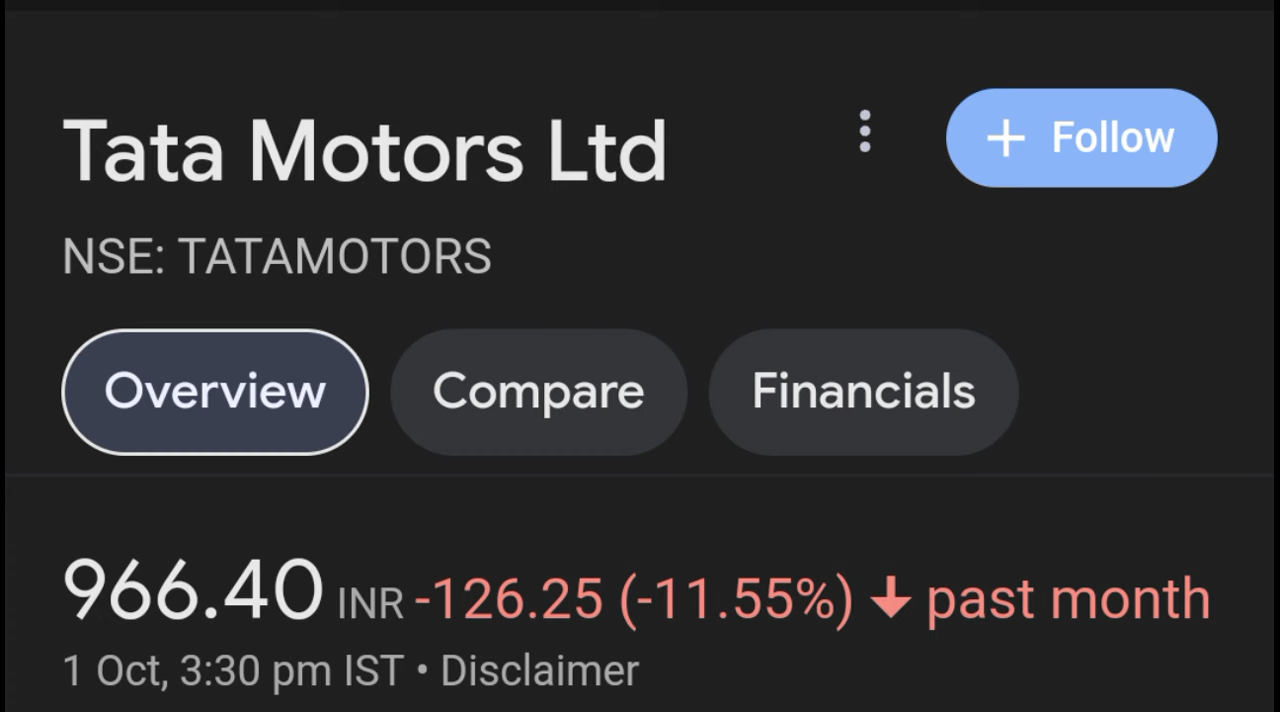 Tata Motors Ltd
+ Follow
NSE: TATAMOTORS
Overview Compare Financials
966.40 INR -126.25 (-11.55%) ↓ past month
1 Oct, 3:30 pm IST • Disclaimer